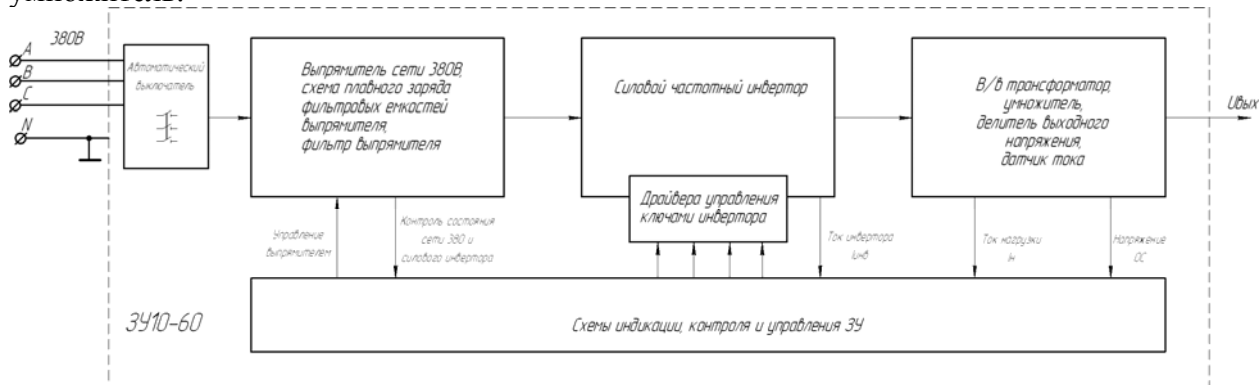 умножитель.
380В
A
B
C
N
Автоматический
выключатель
Выпрямитель сети 380В,
схема плавного заряда
фильтровых емкостей
выпрямителя,
фильтр выпрямителя
Силовой частотный инвертор
Драйвера управления
ключами инвертора
В/в трансформатор,
умножитель,
делитель выходного
напряжения,
датчик тока
Uвых
Управление
выпрямителем
Контроль состояния
сети 380 и
силового инвертора
Ток инвертора
Iинв
Ток нагрузки
Iн
Напряжение
ОС
ЗУ10-60
Схемы индикации, контроля и управления ЗУ